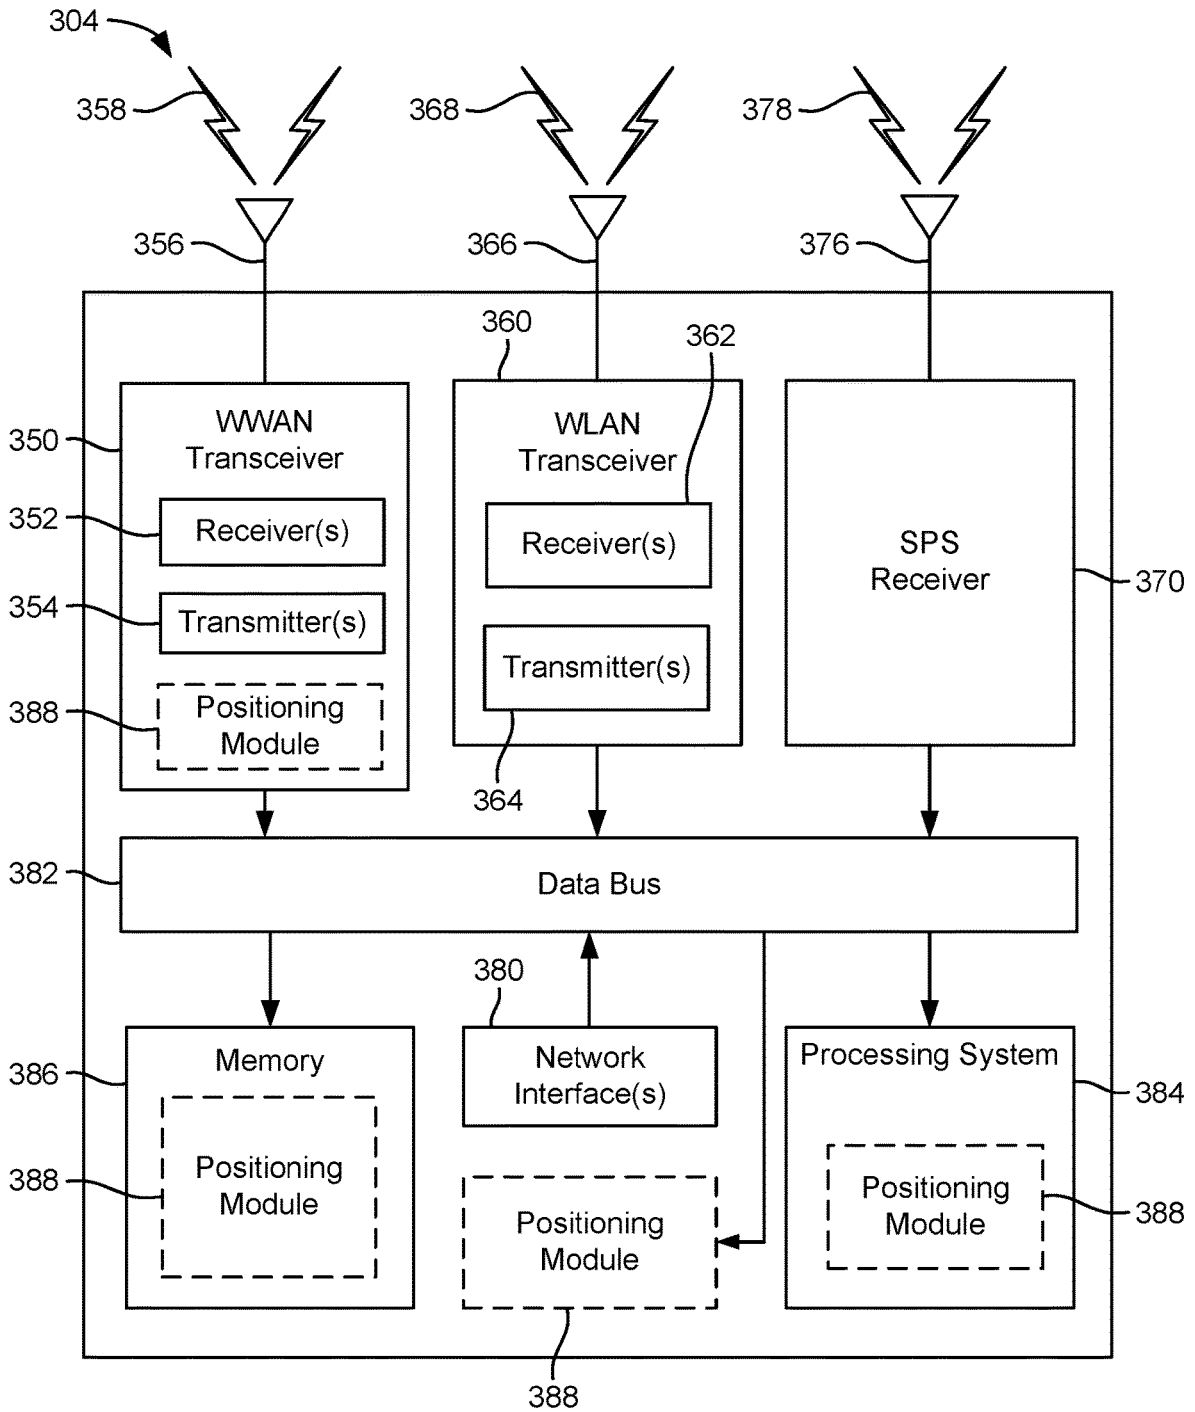 304
358
368
378
356
366
376
360
362
350
WWAN
Transceiver
WLAN
Transceiver
352
Receiver(s)
Receiver(s)
SPS
Receiver
370
354
Transmitter(s)
Transmitter(s)
388
Positioning
Module
364
382
Data Bus
380
386
Memory
Network
Interface(s)
Processing System
384
388
Positioning
Module
Positioning
Module
Positioning
Module
388
388